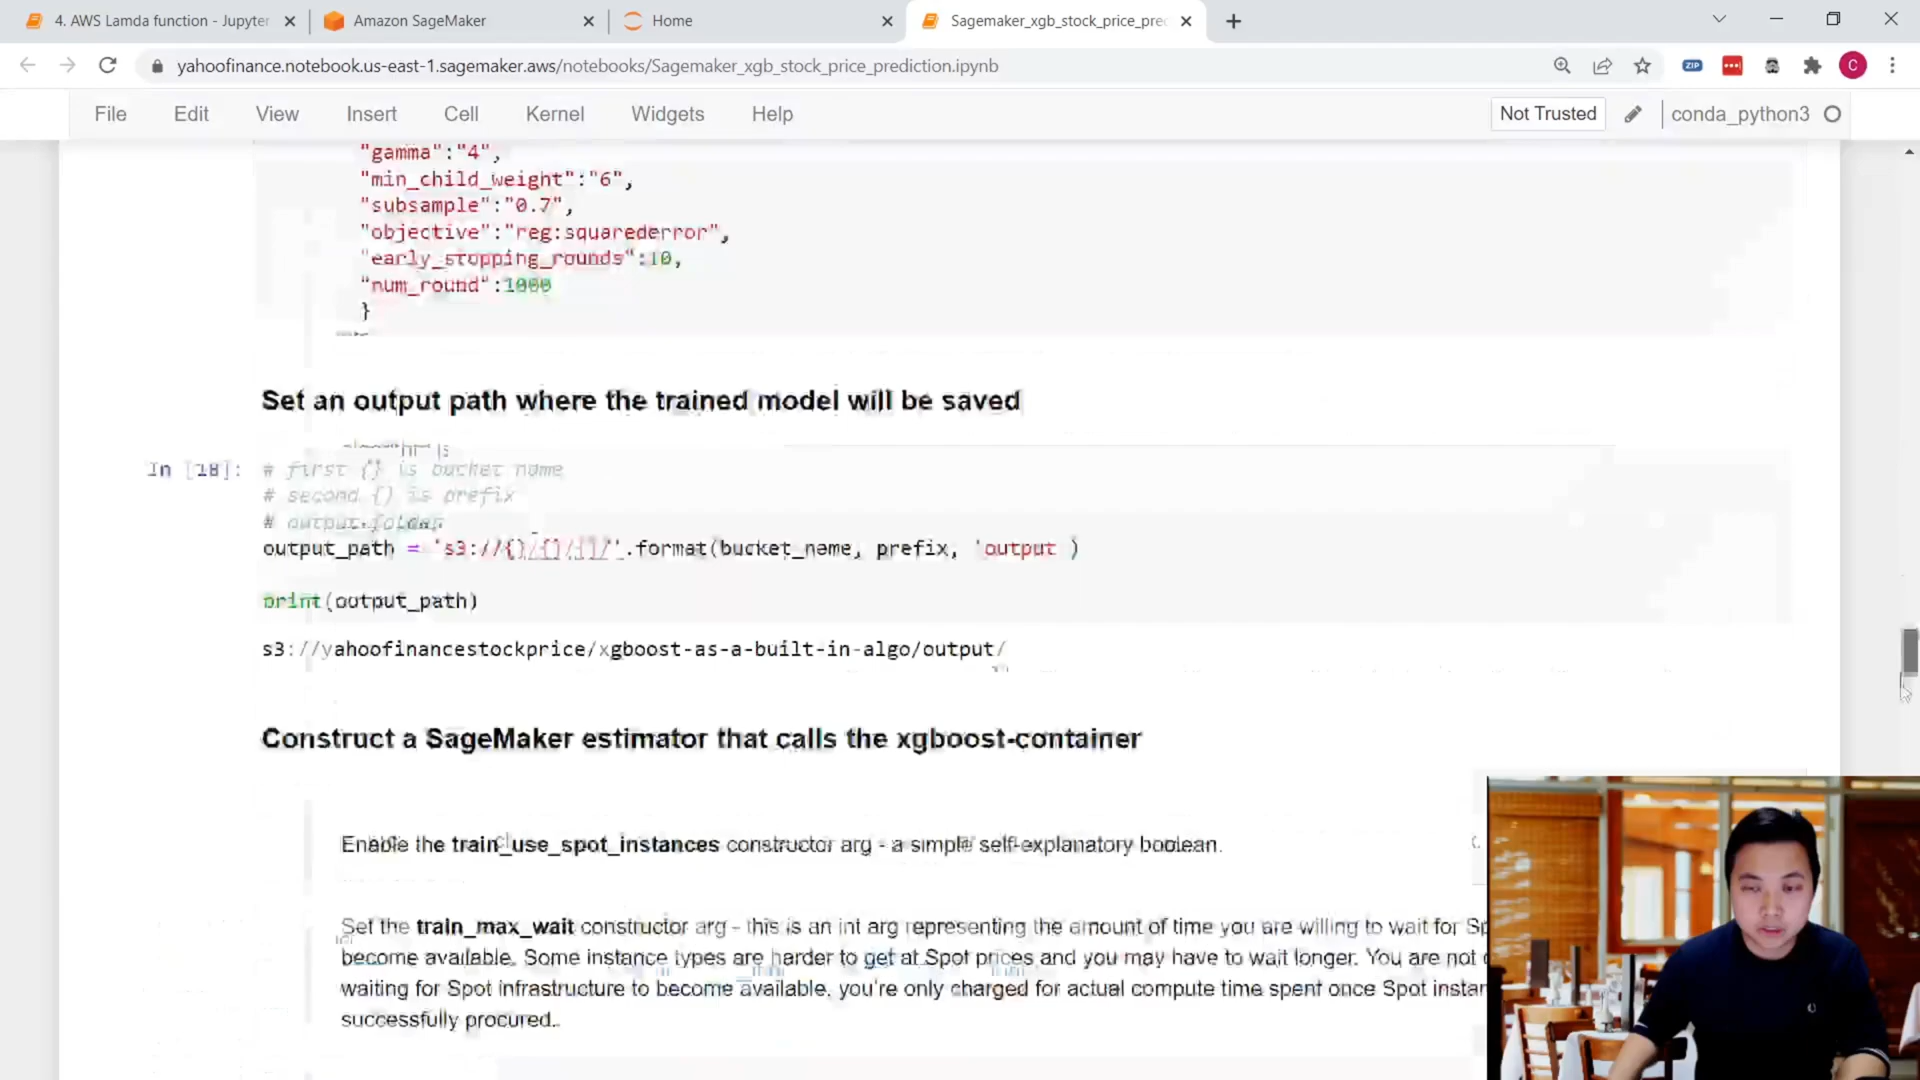 4. AWS Lamda function - Jupyter
Amazon SageMaker
Home
Sagemaker_xgb_stock_price_pred
yahoofinance.notebook.us-east-1.sagemaker.aws/notebooks/Sagemaker_xgb_stock_price_prediction.ipynb
ZIP
C
File Edit View Insert Cell Kernel Widgets Help
Not Trusted
conda_python3
"gamma":"4",
"min_child_weight":"6",
"subsample":"0.7",
"objective":"reg:squarederror",
"early_stopping_rounds":10,
"num_round":1000
}
Set an output path where the trained model will be saved
In [18]:
# first {} is bucket name
# second {} is prefix
# output folder
output_path = 's3://{}/{}/{}/'.format(bucket_name, prefix, 'output )
print(output_path)
s3://yahoofinancestockprice/xgboost-as-a-built-in-algo/output/
Construct a SageMaker estimator that calls the xgboost-container
Enable the train_use_spot_instances constructor arg - a simple self-explanatory boolean.
Set the train_max_wait constructor arg - this is an int arg representing the amount of time you are willing to wait for Sp
become available. Some instance types are harder to get at Spot prices and you may have to wait longer. You are not
waiting for Spot infrastructure to become available, you're only charged for actual compute time spent once Spot instan
successfully procured.